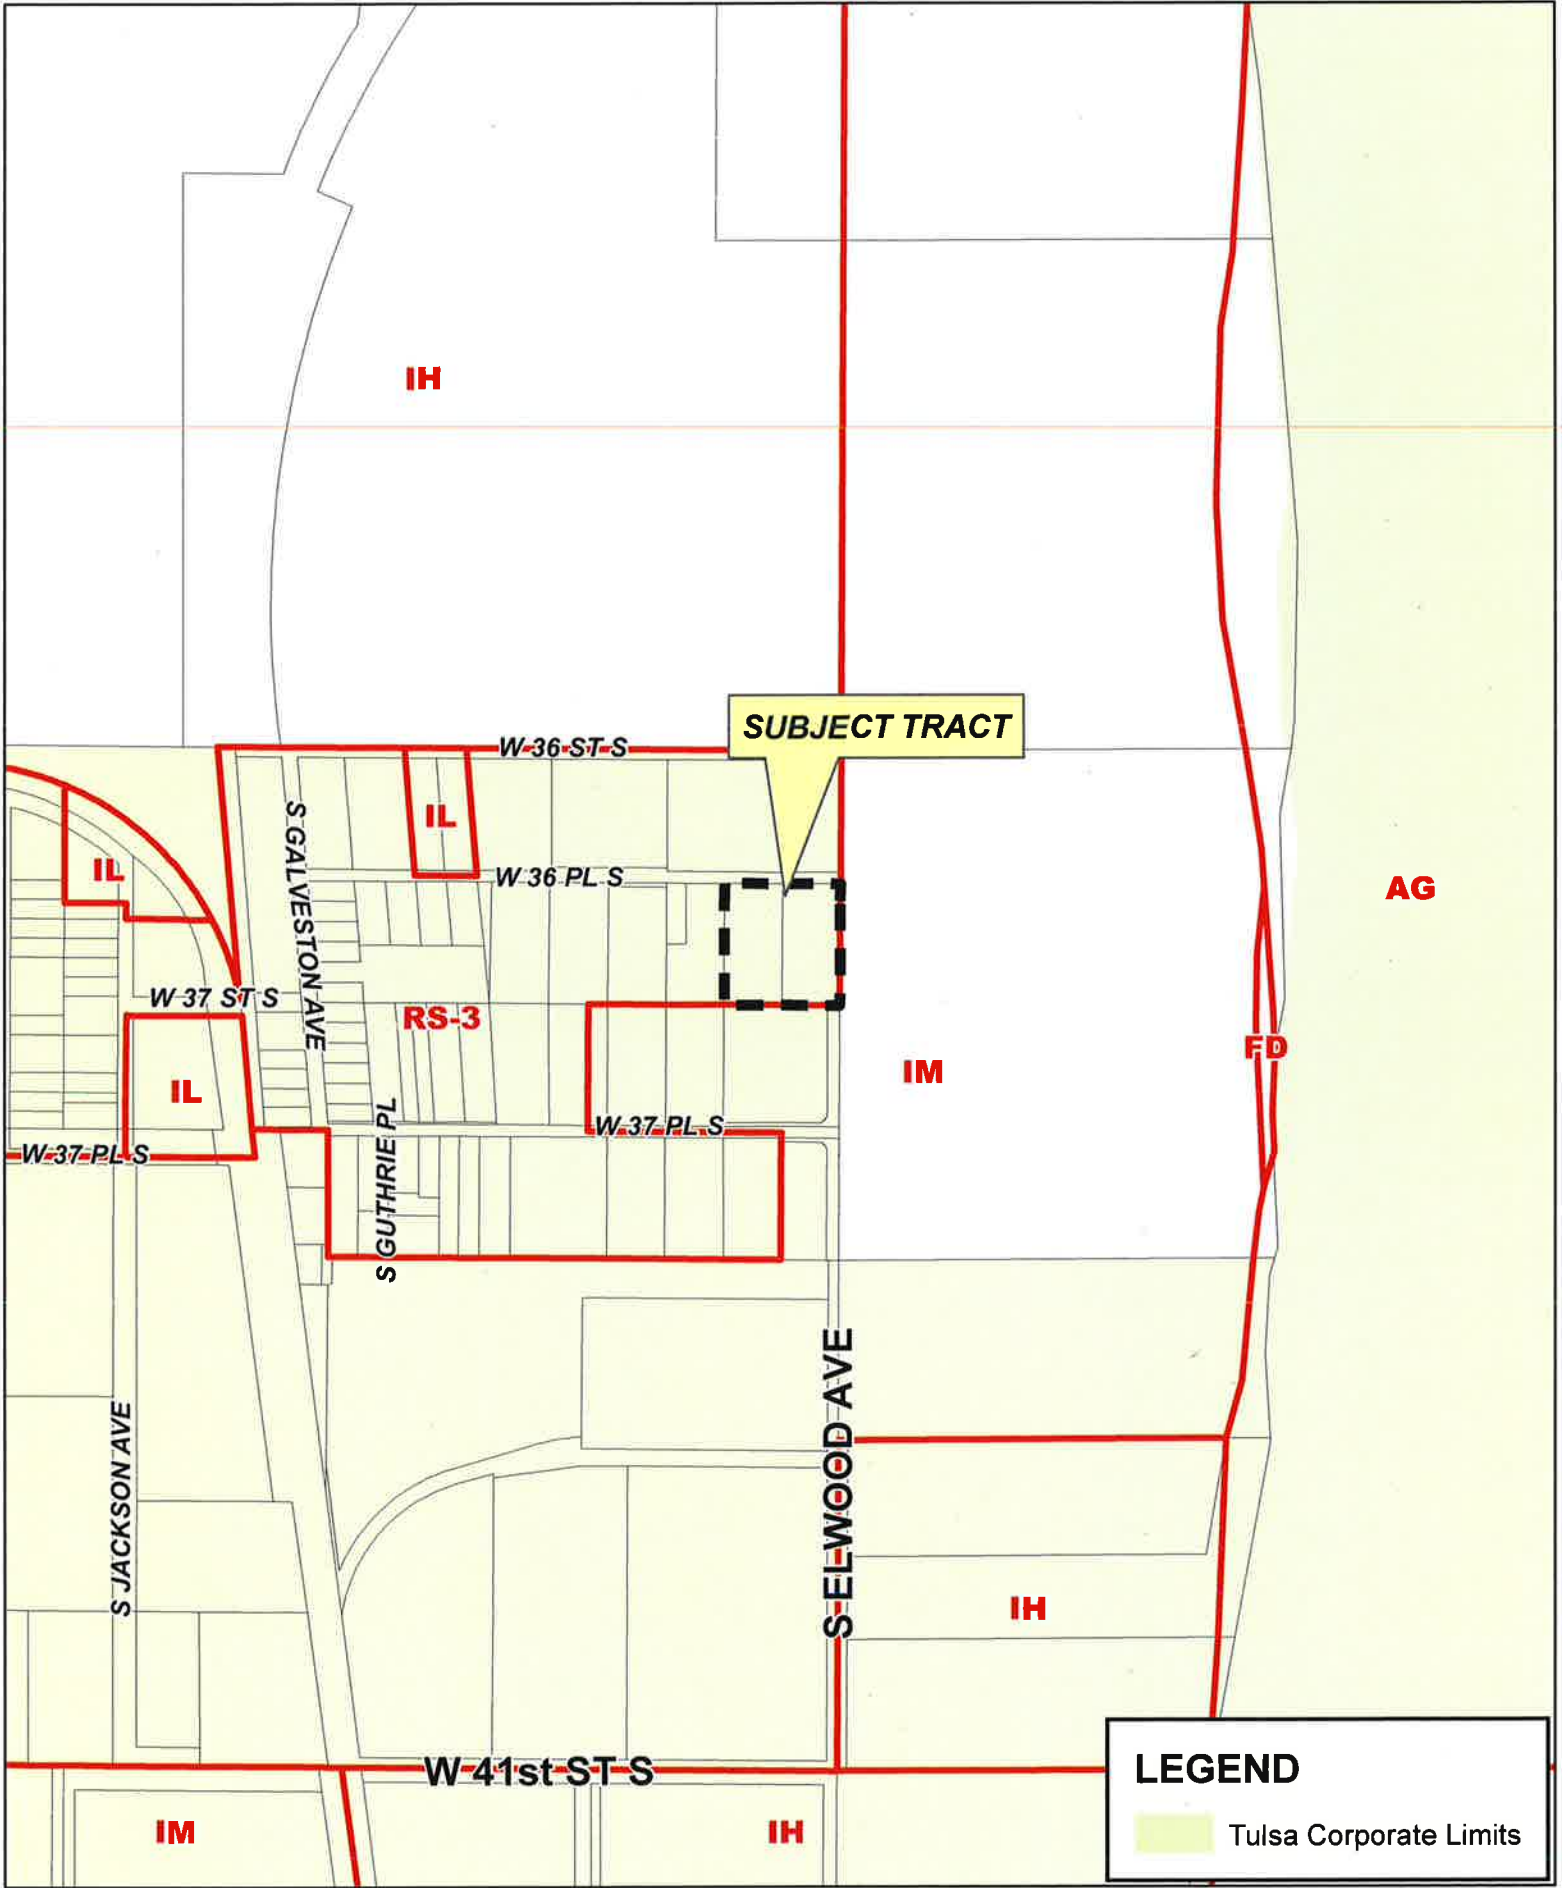 IH
SUBJECT TRACT
W 36 ST S
IL
S GALVESTON AVE
IL
W 36 PL S
AG
W 37 ST S
RS-3
FD
IM
IL
S GUTHRIE PL
W 37 PL S
W 37 PL S
S ELWOOD AVE
S JACKSON AVE
IH
W 41st ST S
LEGEND
IM
IH
Tulsa Corporate Limits